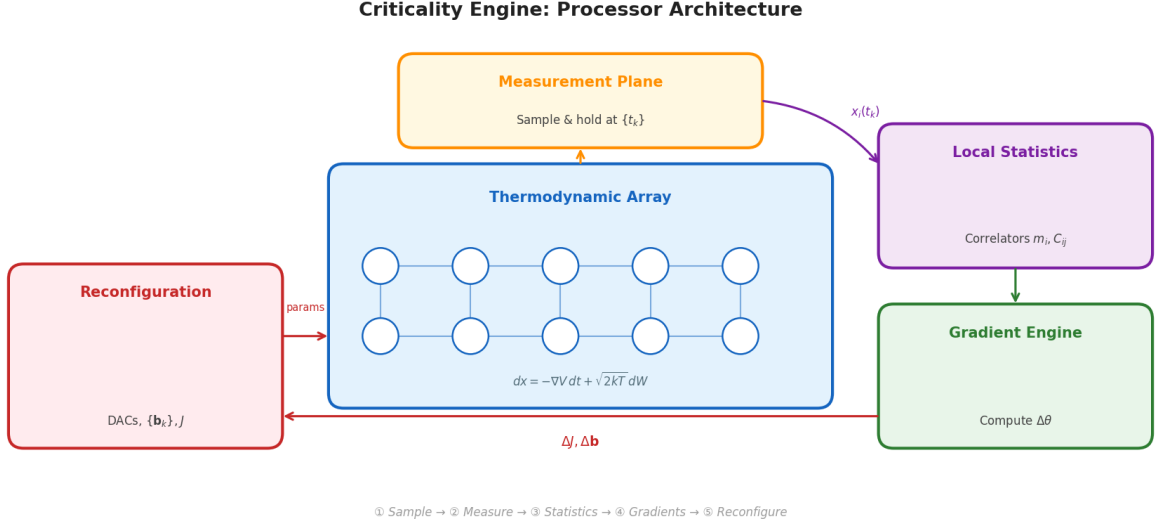 Criticality Engine: Processor Architecture
Measurement Plane
Sample & hold at {tₖ}
xᵢ(tₖ)
Local Statistics
Correlators mᵢ, Cᵢⱼ
Thermodynamic Array
dx = −∇V dt + √2kT dW
Reconfiguration
params
DACs, {𝐛ₖ}, J
Gradient Engine
Compute Δθ
ΔJ, Δ𝐛
① Sample → ② Measure → ③ Statistics → ④ Gradients → ⑤ Reconfigure